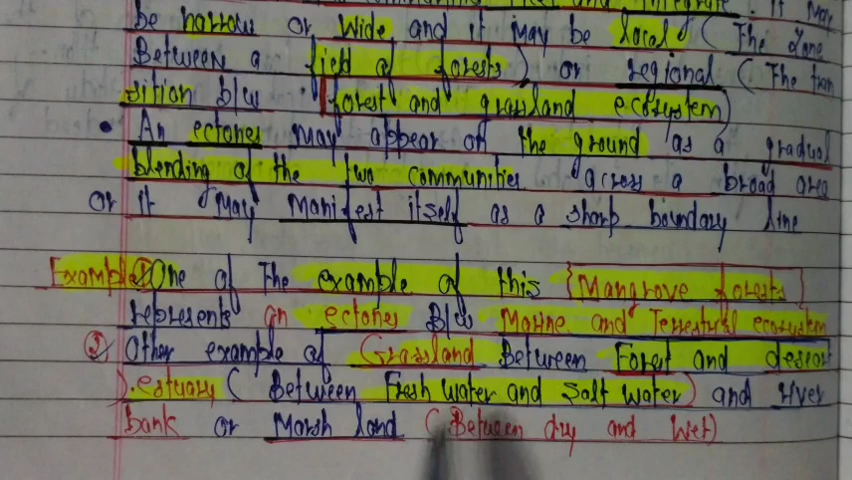 be narrow or wide and it may be local (The zone
Between a field of forests) or regional (The tran
sition b/w (forest and grassland ecosystem)
• An ectones may appear on the ground as a gradual
blending of the two communities across a broad area
or it may manifest itself as a sharp boundary line
Example ① One of The example of this [Mangrove forests]
represents an ectones B/w Marine and Terrestrial ecosystem
② Other example of Grassland Between Forest and desert
). estuary (Between Fresh water and Salt water) and river
bank or Marsh land (Between dry and Wet)